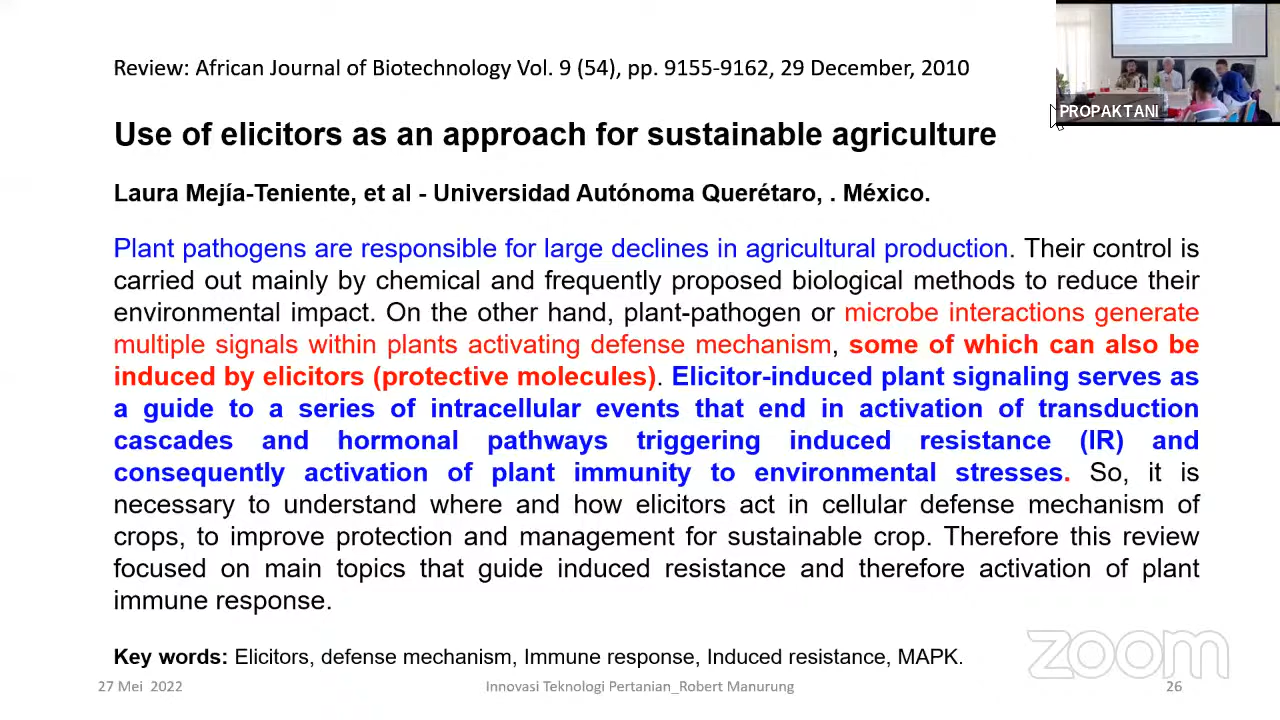 Review: African Journal of Biotechnology Vol. 9 (54), pp. 9155-9162, 29 December, 2010
PROPAKTANI
Use of elicitors as an approach for sustainable agriculture
Laura Mejía-Teniente, et al - Universidad Autónoma Querétaro, . México.
Plant pathogens are responsible for large declines in agricultural production. Their control is
carried out mainly by chemical and frequently proposed biological methods to reduce their
environmental impact. On the other hand, plant-pathogen or microbe interactions generate
multiple signals within plants activating defense mechanism, some of which can also be
induced by elicitors (protective molecules). Elicitor-induced plant signaling serves as
a guide to a series of intracellular events that end in activation of transduction
cascades and hormonal pathways triggering induced resistance (IR) and
consequently activation of plant immunity to environmental stresses. So, it is
necessary to understand where and how elicitors act in cellular defense mechanism of
crops, to improve protection and management for sustainable crop. Therefore this review
focused on main topics that guide induced resistance and therefore activation of plant
immune response.
Key words: Elicitors, defense mechanism, Immune response, Induced resistance, MAPK.
zoom
27 Mei 2022
Innovasi Teknologi Pertanian_Robert Manurung
26